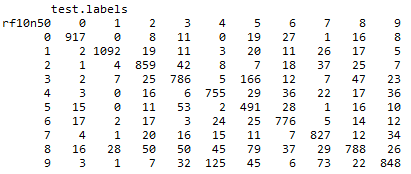 test.labels
rf10n50 0 1 2 3 4 5 6 7 8 9
0 917 0 8 11 0 19 27 1 16 8
1 2 1092 19 11 3 20 11 26 17 5
2 1 4 859 42 8 7 18 37 25 7
3 2 7 25 786 5 166 12 7 47 23
4 3 0 16 6 755 29 36 22 17 36
5 15 0 11 53 2 491 28 1 16 10
6 17 2 17 3 24 25 776 5 14 12
7 4 1 20 16 15 11 7 827 12 34
8 16 28 50 50 45 79 37 29 788 26
9 3 1 7 32 125 45 6 73 22 848